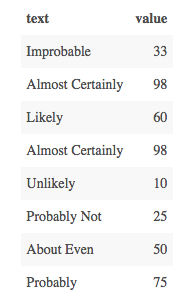 text value
Improbable 33
Almost Certainly 98
Likely 60
Almost Certainly 98
Unlikely 10
Probably Not 25
About Even 50
Probably 75